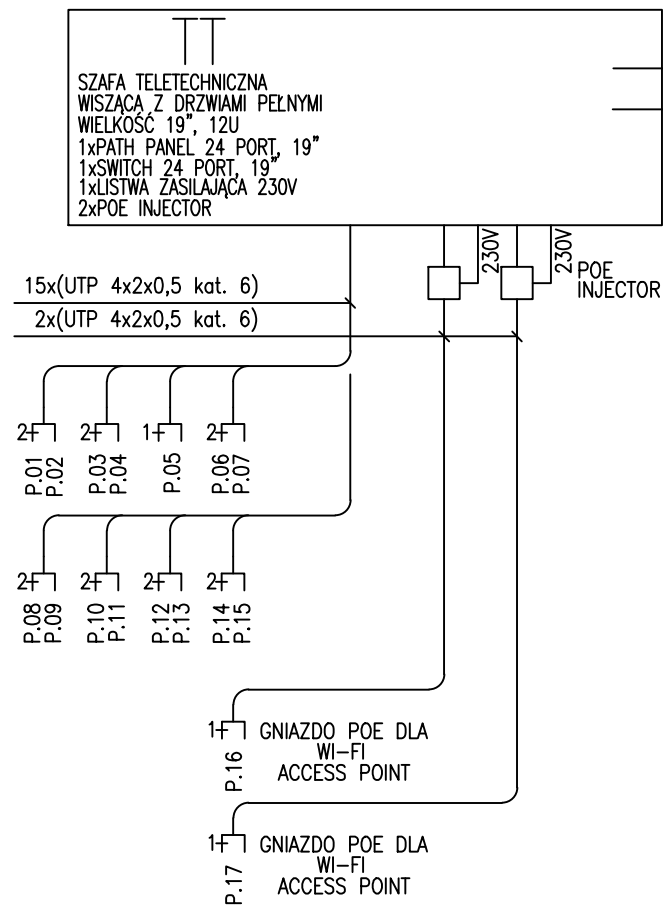 SZAFA TELETECHNICZNA
WISZĄCA Z DRZWIAMI PEŁNYMI
WIELKOŚĆ 19", 12U
1xPATH PANEL 24 PORT, 19"
1xSWITCH 24 PORT, 19"
1xLISTWA ZASILAJĄCA 230V
2xPOE INJECTOR
230V
230V
POE
INJECTOR
15x(UTP 4x2x0,5 kat. 6)
2x(UTP 4x2x0,5 kat. 6)
2
2
1
2
P.01
P.02
P.03
P.04
P.05
P.06
P.07
2
2
2
2
P.08
P.09
P.10
P.11
P.12
P.13
P.14
P.15
1
P.16
GNIAZDO POE DLA
WI-FI
ACCESS POINT
1
P.17
GNIAZDO POE DLA
WI-FI
ACCESS POINT